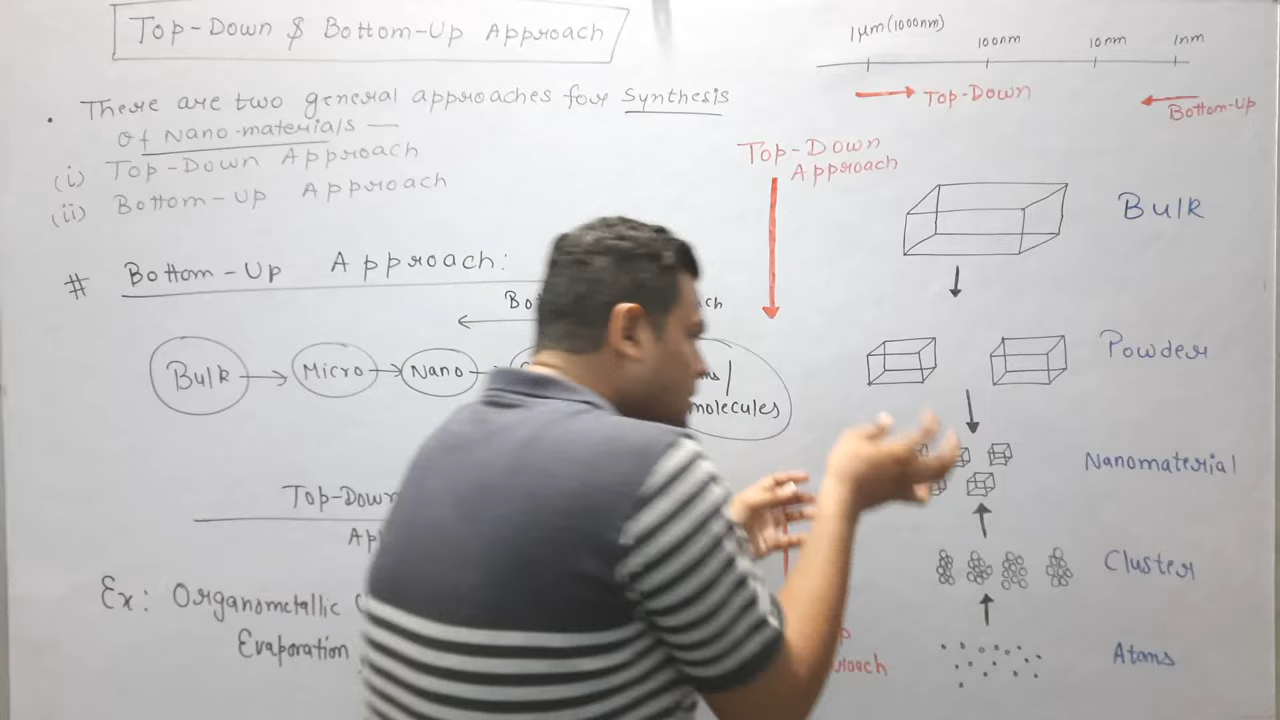 Top-Down & Bottom-Up Approach
• There are two general approaches for Synthesis
of Nano-materials —
(i) Top-Down Approach
(ii) Bottom-Up Approach
# Bottom-Up Approach:
Bulk → Micro → Nano
molecules
Top-Down
Ex: Organometallic
Evaporation
1μm(1000nm) 100nm 10nm 1nm
Top-Down
Bottom-Up
Top-Down
Approach
Bulk
Powder
Nanomaterial
Cluster
Atoms